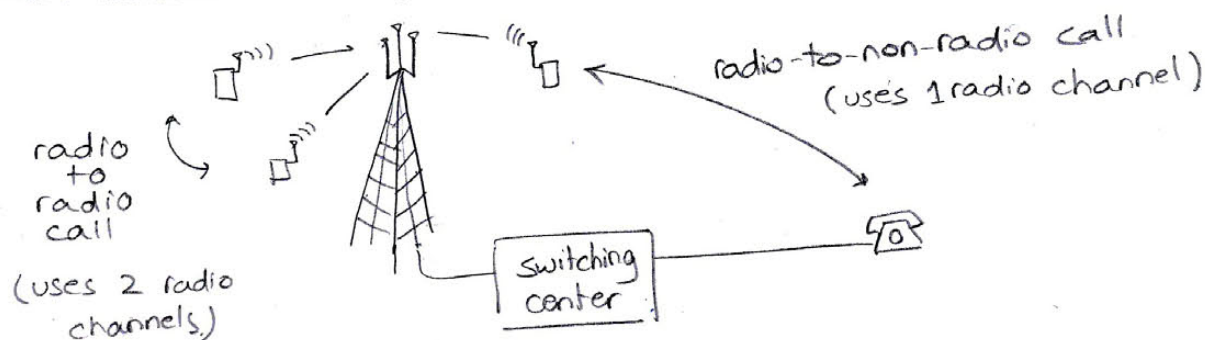 radio-to-non-radio call
(uses 1 radio channel)
radio
to
radio
call
(uses 2 radio
channels.)
switching
center